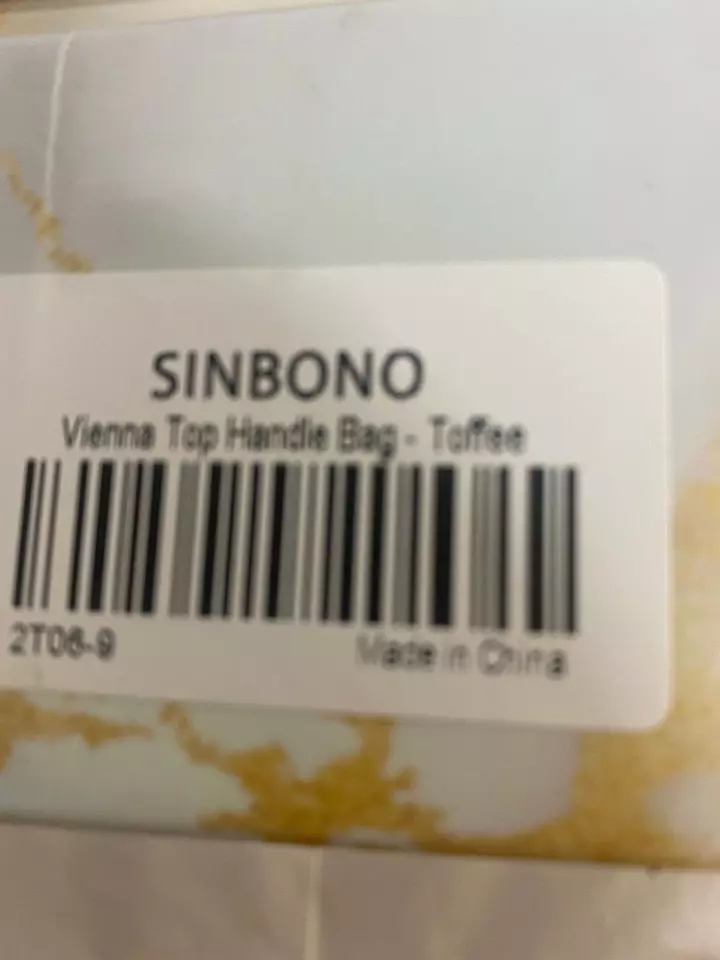 SINBONO
Vienna Top Handle Bag - Toffee
2T06-9
Made in China